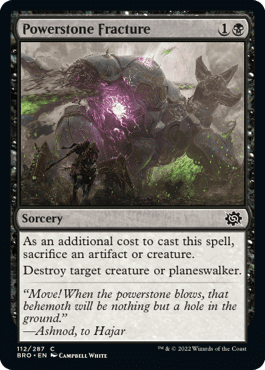 Powerstone Fracture 1
Sorcery
As an additional cost to cast this spell,
sacrifice an artifact or creature.
Destroy target creature or planeswalker.
“Move! When the powerstone blows, that
behemoth will be nothing but a hole in the
ground.”
—Ashnod, to Hajar
112/287 C
BRO • EN CAMPBELL WHITE
™ & © 2022 Wizards of the Coast